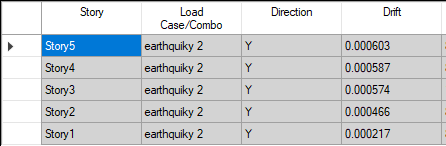 Story Load Case/Combo Direction Drift
Story5 earthquiky 2 Y 0.000603
Story4 earthquiky 2 Y 0.000587
Story3 earthquiky 2 Y 0.000574
Story2 earthquiky 2 Y 0.000466
Story1 earthquiky 2 Y 0.000217